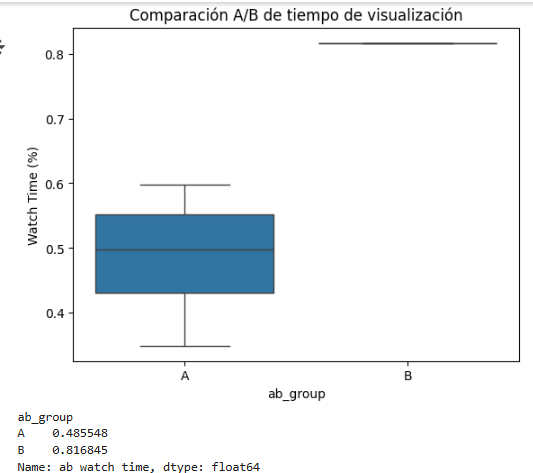 Comparación A/B de tiempo de visualización
0.8
0.7
0.6
0.5
0.4
Watch Time (%)
A B
ab_group
ab_group
A    0.485548
B    0.816845
Name: ab watch time, dtype: float64